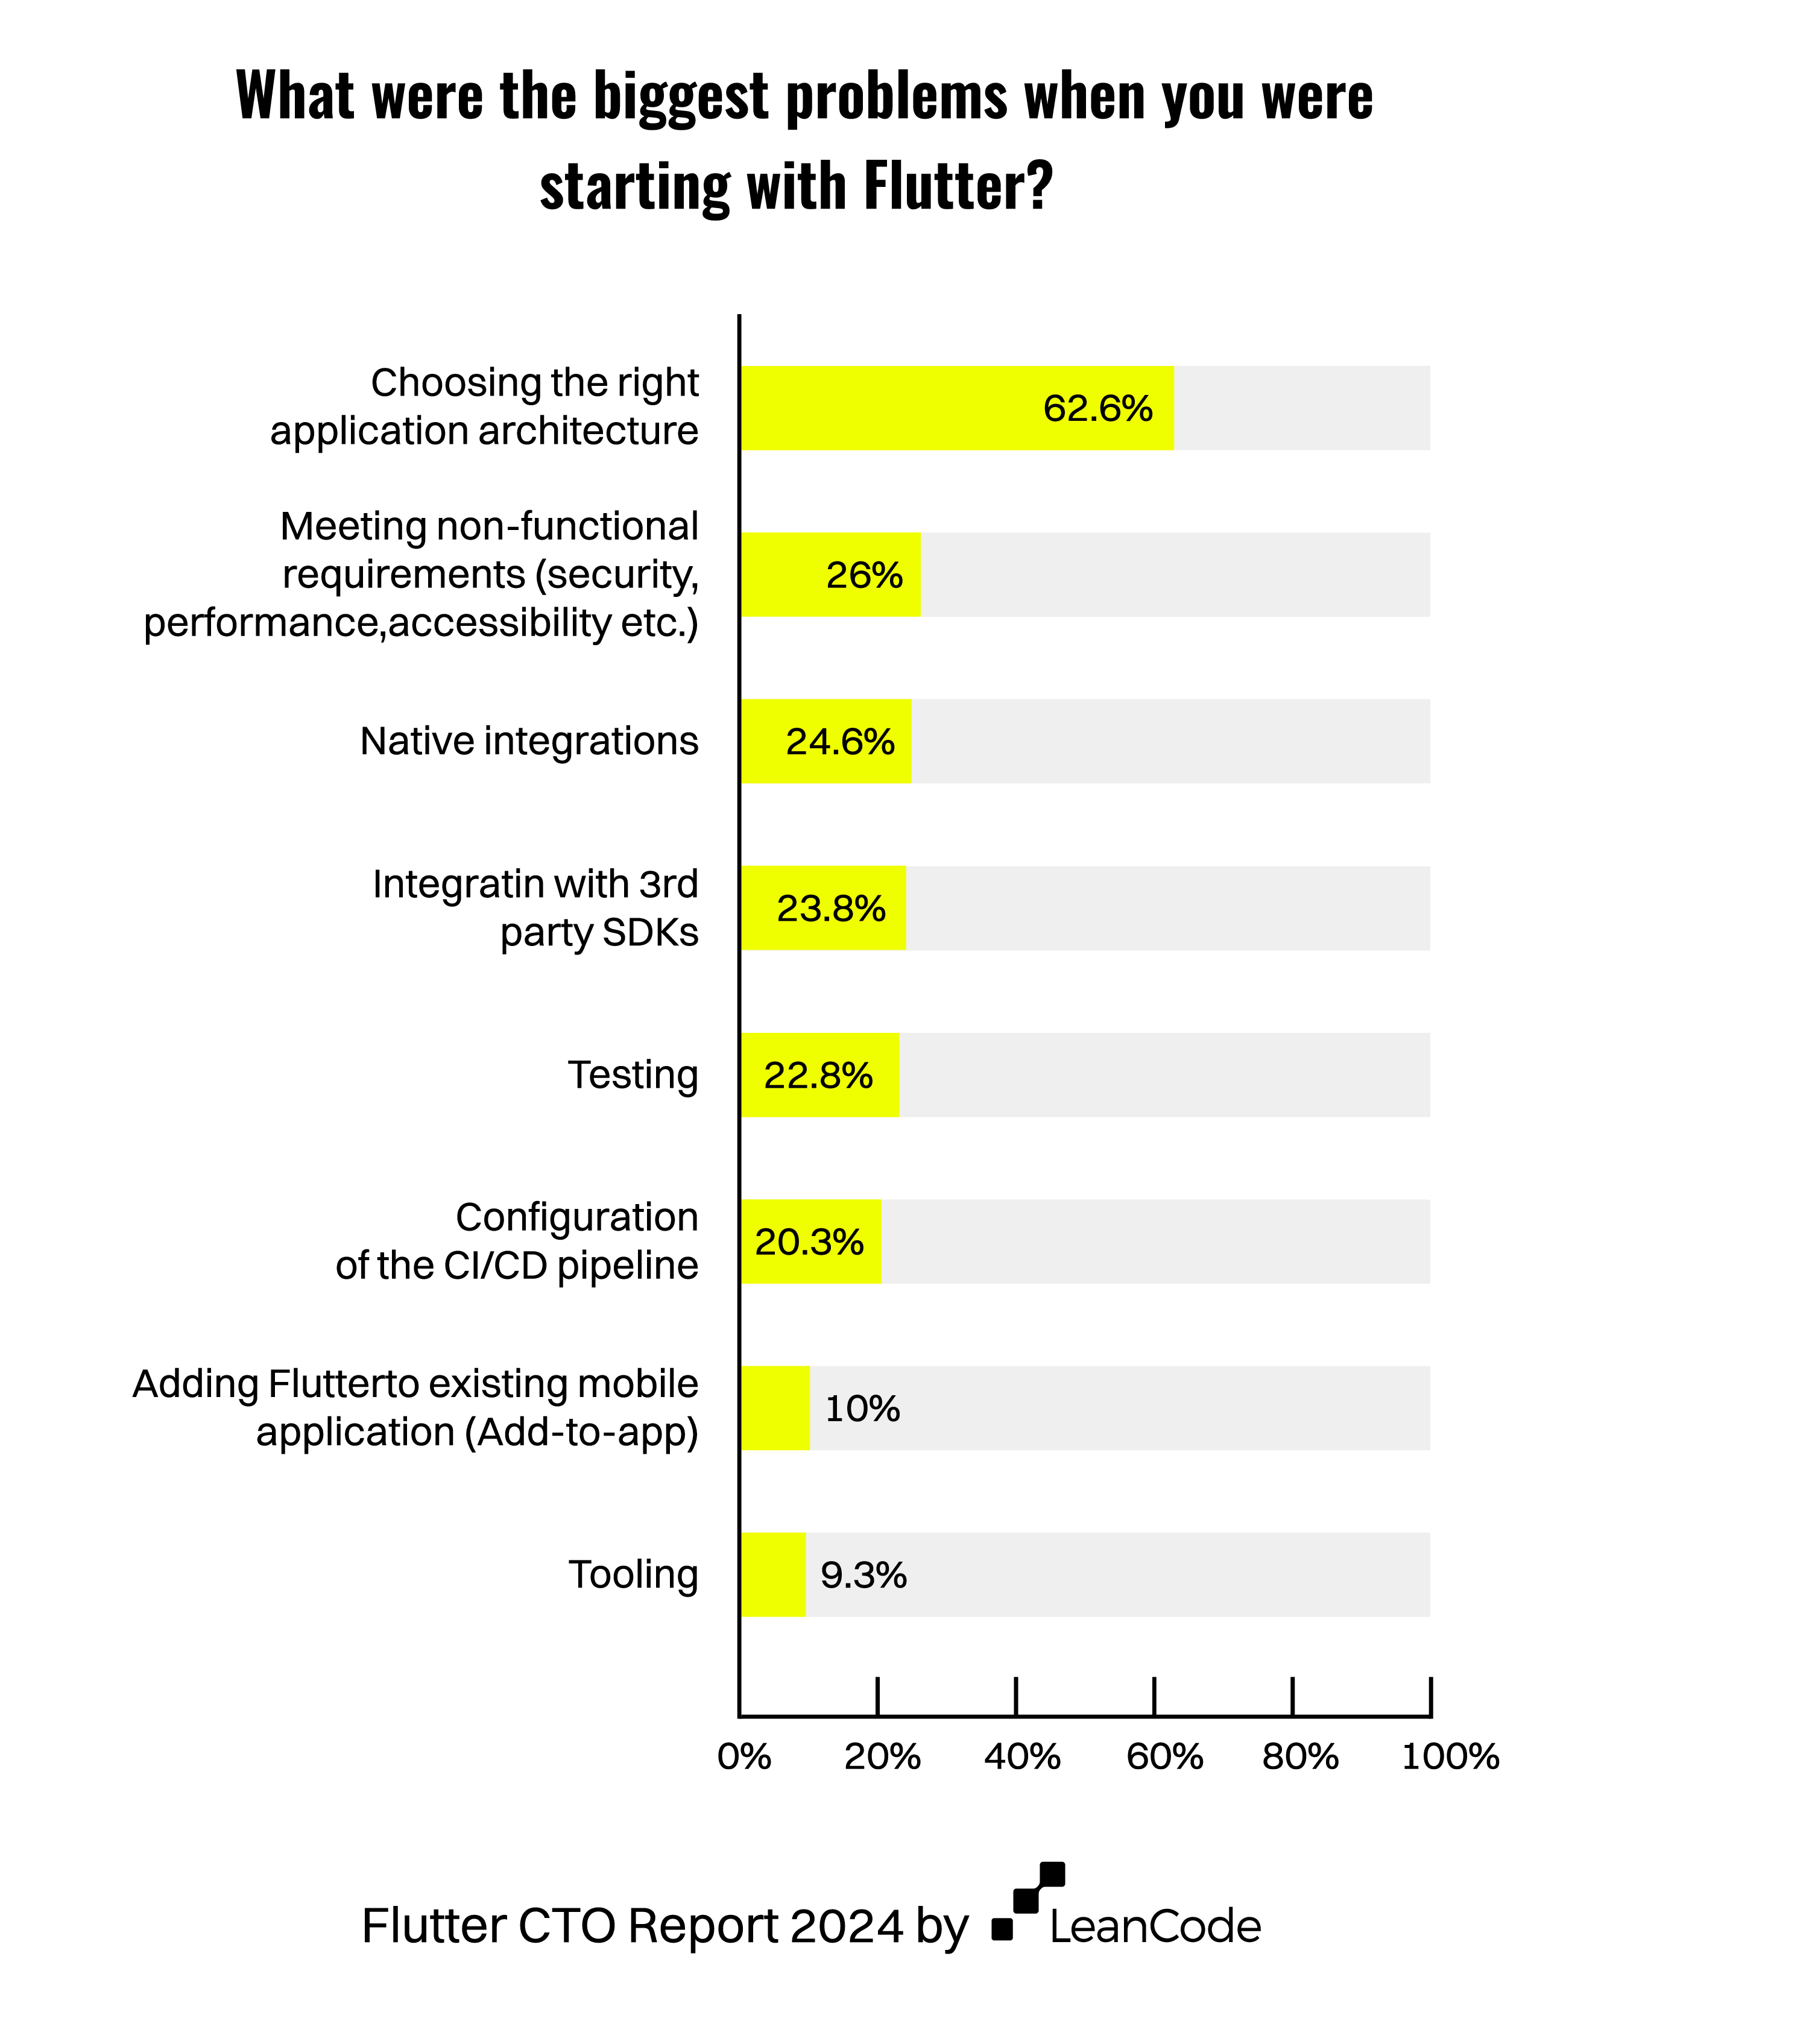 What were the biggest problems when you were
starting with Flutter?
Choosing the right
application architecture
62.6%
Meeting non-functional
requirements (security,
performance,accessibility etc.)
26%
Native integrations
24.6%
Integratin with 3rd
party SDKs
23.8%
Testing
22.8%
Configuration
of the CI/CD pipeline
20.3%
Adding Flutterto existing mobile
application (Add-to-app)
10%
Tooling
9.3%
0% 20% 40% 60% 80% 100%
Flutter CTO Report 2024 by LeanCode